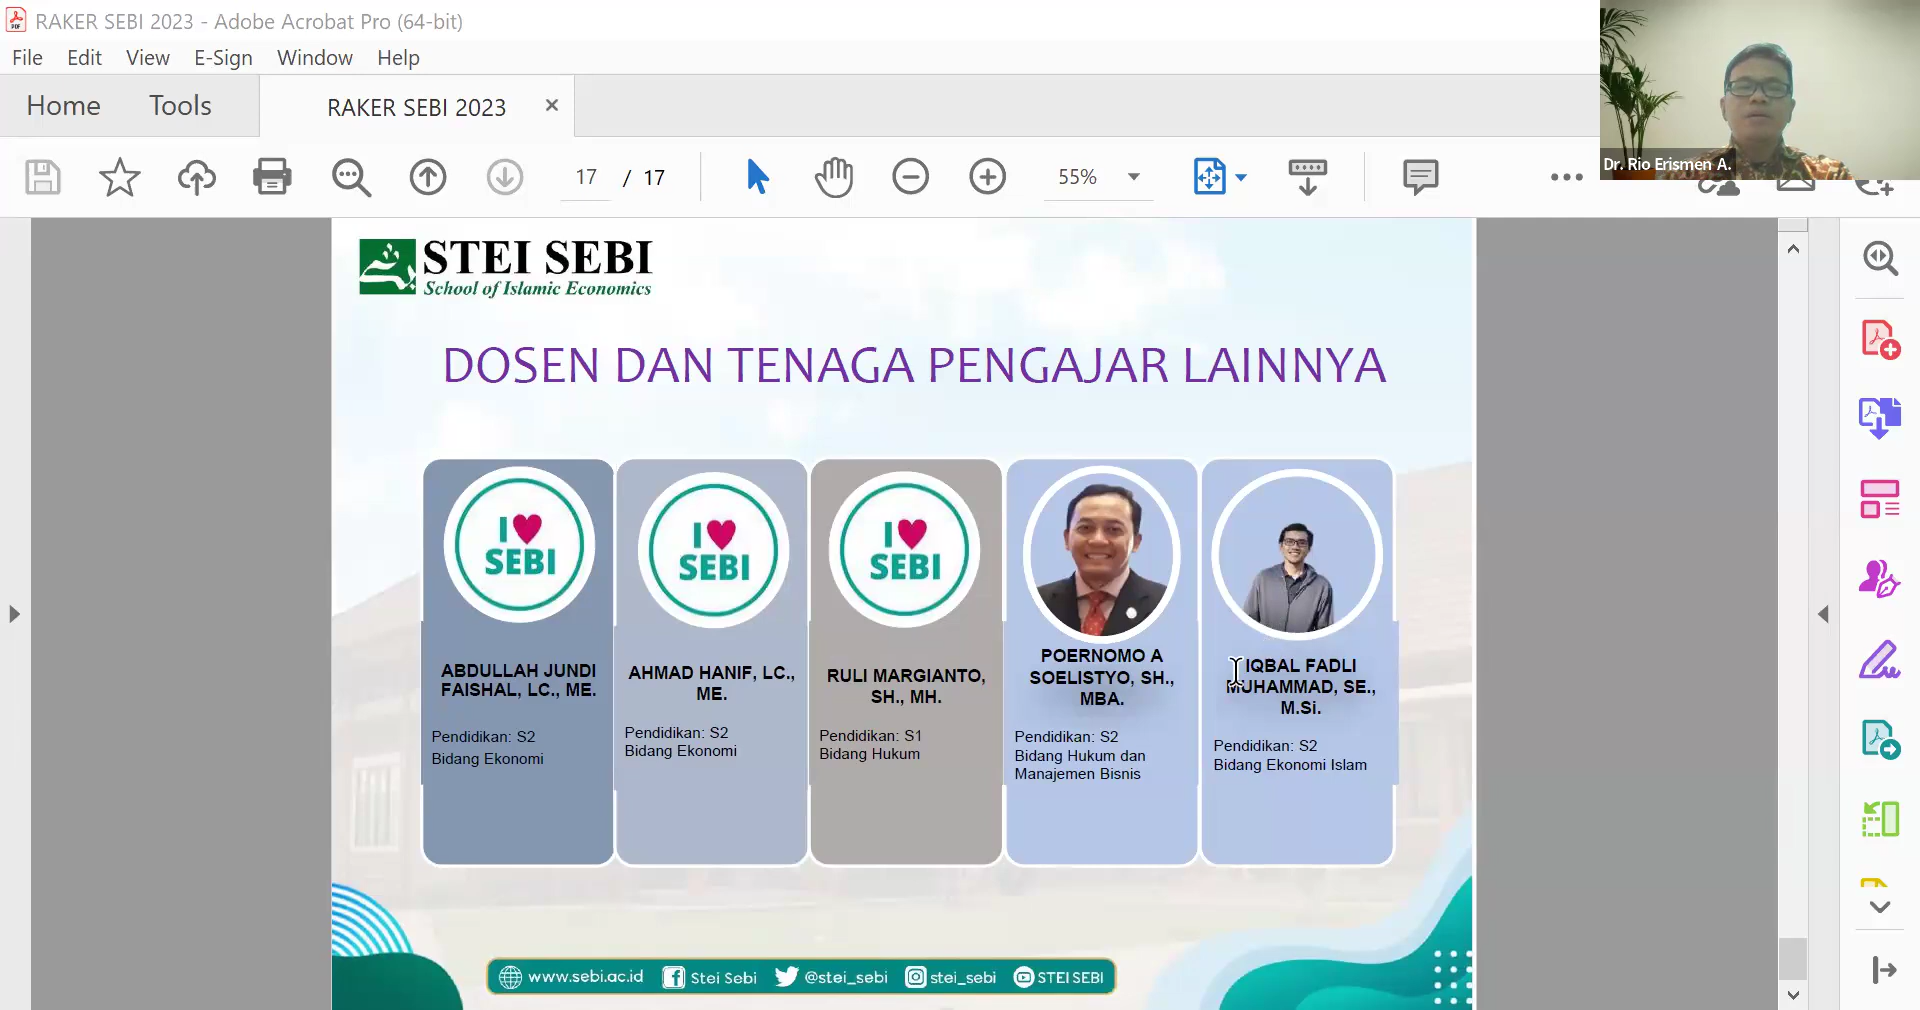 RAKER SEBI 2023 - Adobe Acrobat Pro (64-bit)
File Edit View E-Sign Window Help
Home Tools RAKER SEBI 2023
17 / 17 55%
Dr. Rio Erismen A.
STEI SEBI
School of Islamic Economics
DOSEN DAN TENAGA PENGAJAR LAINNYA
I
SEBI
I
SEBI
I
SEBI
ABDULLAH JUNDI
FAISHAL, LC., ME.
Pendidikan: S2
Bidang Ekonomi
AHMAD HANIF, LC.,
ME.
Pendidikan: S2
Bidang Ekonomi
RULI MARGIANTO,
SH., MH.
Pendidikan: S1
Bidang Hukum
POERNOMO A
SOELISTYO, SH.,
MBA.
Pendidikan: S2
Bidang Hukum dan
Manajemen Bisnis
IQBAL FADLI
MUHAMMAD, SE.,
M.Si.
Pendidikan: S2
Bidang Ekonomi Islam
www.sebi.ac.id Stei Sebi @stei_sebi stei_sebi STEI SEBI